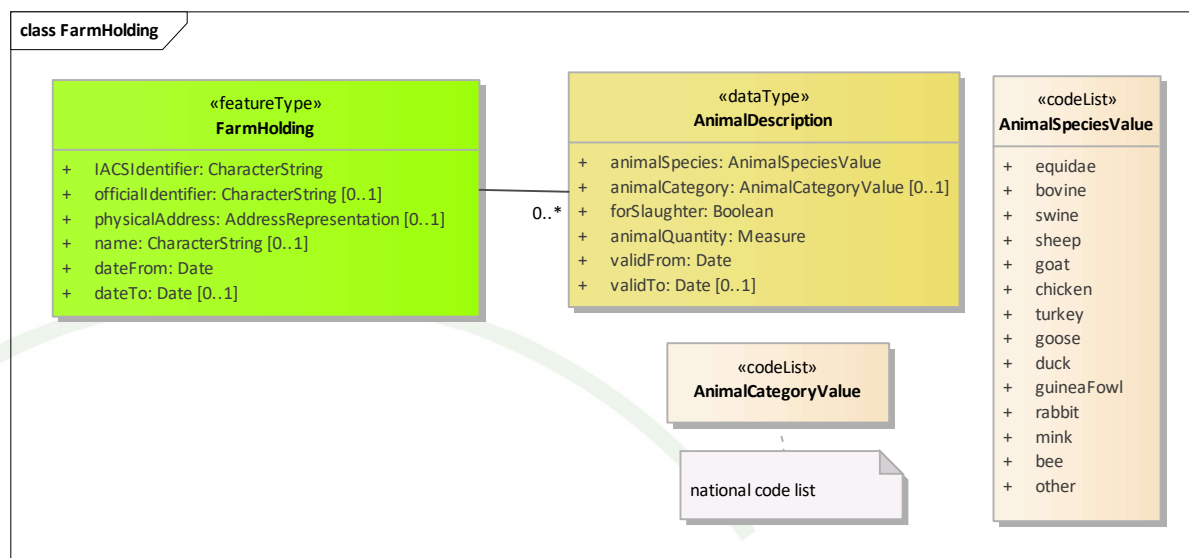 class FarmHolding
«featureType»
FarmHolding
+ IACSIdentifier: CharacterString
+ officialIdentifier: CharacterString [0..1]
+ physicalAddress: AddressRepresentation [0..1]
+ name: CharacterString [0..1]
+ dateFrom: Date
+ dateTo: Date [0..1]
0..*
«dataType»
AnimalDescription
+ animalSpecies: AnimalSpeciesValue
+ animalCategory: AnimalCategoryValue [0..1]
+ forSlaughter: Boolean
+ animalQuantity: Measure
+ validFrom: Date
+ validTo: Date [0..1]
«codeList»
AnimalCategoryValue
national code list
«codeList»
AnimalSpeciesValue
+ equidae
+ bovine
+ swine
+ sheep
+ goat
+ chicken
+ turkey
+ goose
+ duck
+ guineaFowl
+ rabbit
+ mink
+ bee
+ other